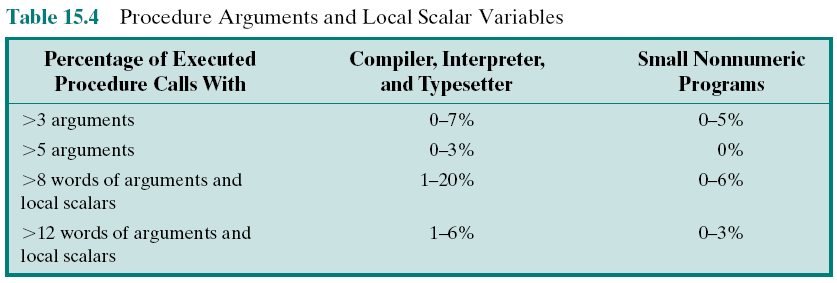 Table 15.4 Procedure Arguments and Local Scalar Variables
Percentage of Executed Procedure Calls With
Compiler, Interpreter, and Typesetter
Small Nonnumeric Programs
>3 arguments 0–7% 0–5%
>5 arguments 0–3% 0%
>8 words of arguments and local scalars 1–20% 0–6%
>12 words of arguments and local scalars 1–6% 0–3%